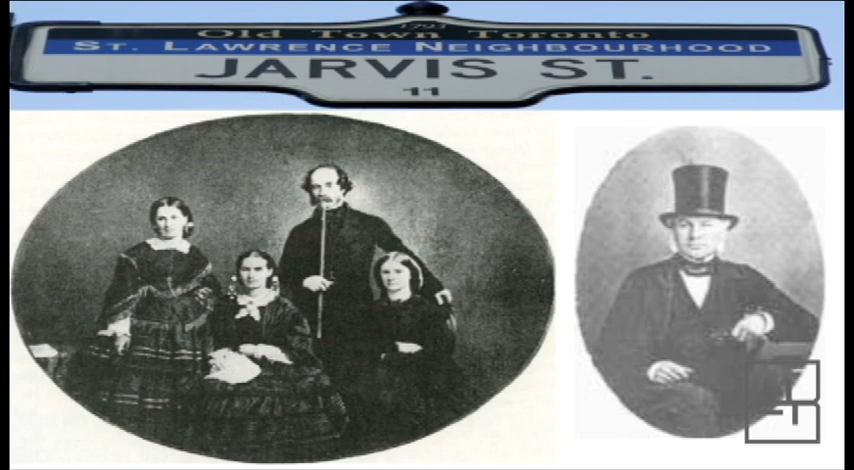 1793
Old Town Toronto
ST. LAWRENCE NEIGHBOURHOOD
JARVIS ST.
11